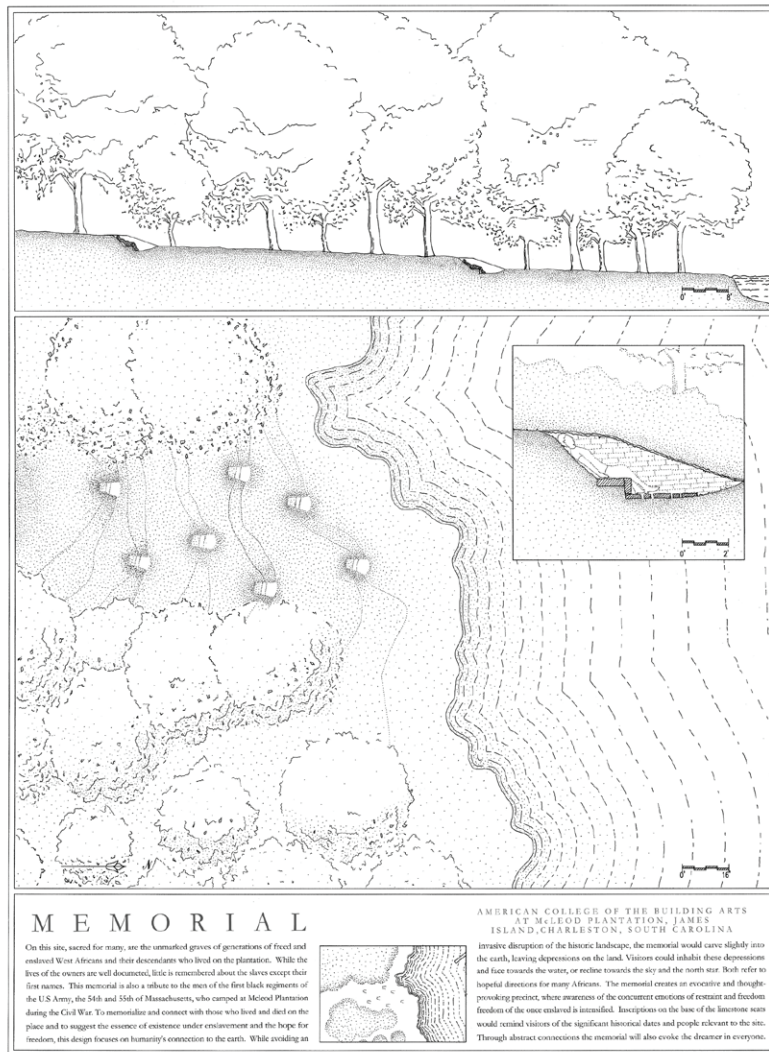 0' 8'
0' 2'
N
0' 16'
MEMORIAL
On this site, sacred for many, are the unmarked graves of generations of freed and
enslaved West Africans and their descendants who lived on the plantation. While the
lives of the owners are well documeted, little is remembered about the slaves except their
first names. This memorial is also a tribute to the men of the first black regiments of
the U.S Army, the 54th and 55th of Massachusetts, who camped at Mcleod Plantation
during the Civil War. To memorialize and connect with those who lived and died on the
place and to suggest the essence of existence under enslavement and the hope for
freedom, this design focuses on humanity's connection to the earth. While avoiding an
AMERICAN COLLEGE OF THE BUILDING ARTS
AT McLEOD PLANTATION, JAMES
ISLAND, CHARLESTON, SOUTH CAROLINA
invasive disruption of the historic landscape, the memorial would carve slightly into
the earth, leaving depressions on the land. Visitors could inhabit these depressions
and face towards the water, or recline towards the sky and the north star. Both refer to
hopeful directions for many Africans. The memorial creates an evocative and thought-
provoking precinct, where awareness of the concurrent emotions of restraint and freedom
freedom of the once enslaved is intensified. Inscriptions on the base of the limestone seats
would remind visitors of the significant historical dates and people relevant to the site.
Through abstract connections the memorial will also evoke the dreamer in everyone.